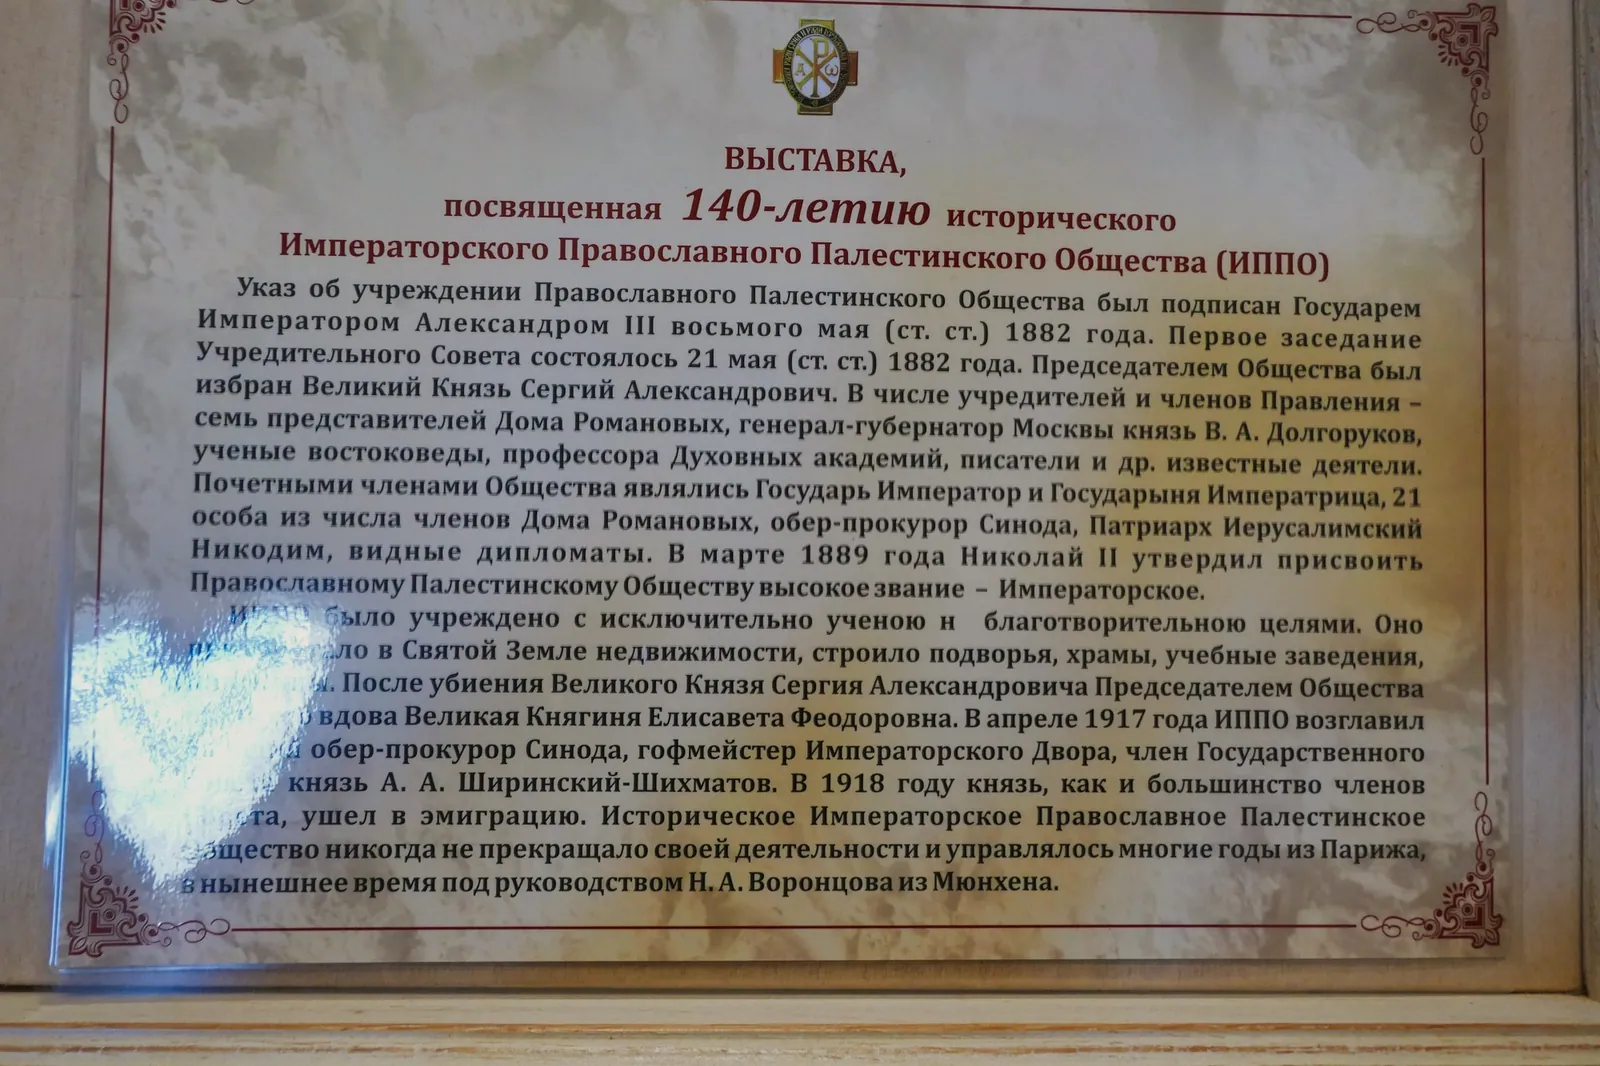 ВЫСТАВКА,
посвященная 140-летию исторического
Императорского Православного Палестинского Общества (ИППО)
Указ об учреждении Православного Палестинского Общества был подписан Государем
Императором Александром III восьмого мая (ст. ст.) 1882 года. Первое заседание
Учредительного Совета состоялось 21 мая (ст. ст.) 1882 года. Председателем Общества был
избран Великий Князь Сергий Александрович. В числе учредителей и членов Правления –
семь представителей Дома Романовых, генерал-губернатор Москвы князь В. А. Долгоруков,
ученые востоковеды, профессора Духовных академий, писатели и др. известные деятели.
Почетными членами Общества являлись Государь Император и Государыня Императрица, 21
особа из числа членов Дома Романовых, обер-прокурор Синода, Патриарх Иерусалимский
Никодим, видные дипломаты. В марте 1889 года Николай II утвердил присвоить
Православному Палестинскому Обществу высокое звание – Императорское.
было учреждено с исключительно ученою н благотворительною целями. Оно
в Святой Земле недвижимости, строило подворья, храмы, учебные заведения,
После убиения Великого Князя Сергия Александровича Председателем Общества
вдова Великая Княгиня Елисавета Феодоровна. В апреле 1917 года ИППО возглавил
обер-прокурор Синода, гофмейстер Императорского Двора, член Государственного
князь А. А. Ширинский-Шихматов. В 1918 году князь, как и большинство членов
ушел в эмиграцию. Историческое Императорское Православное Палестинское
Общество никогда не прекращало своей деятельности и управлялось многие годы из Парижа,
в нынешнее время под руководством Н. А. Воронцова из Мюнхена.